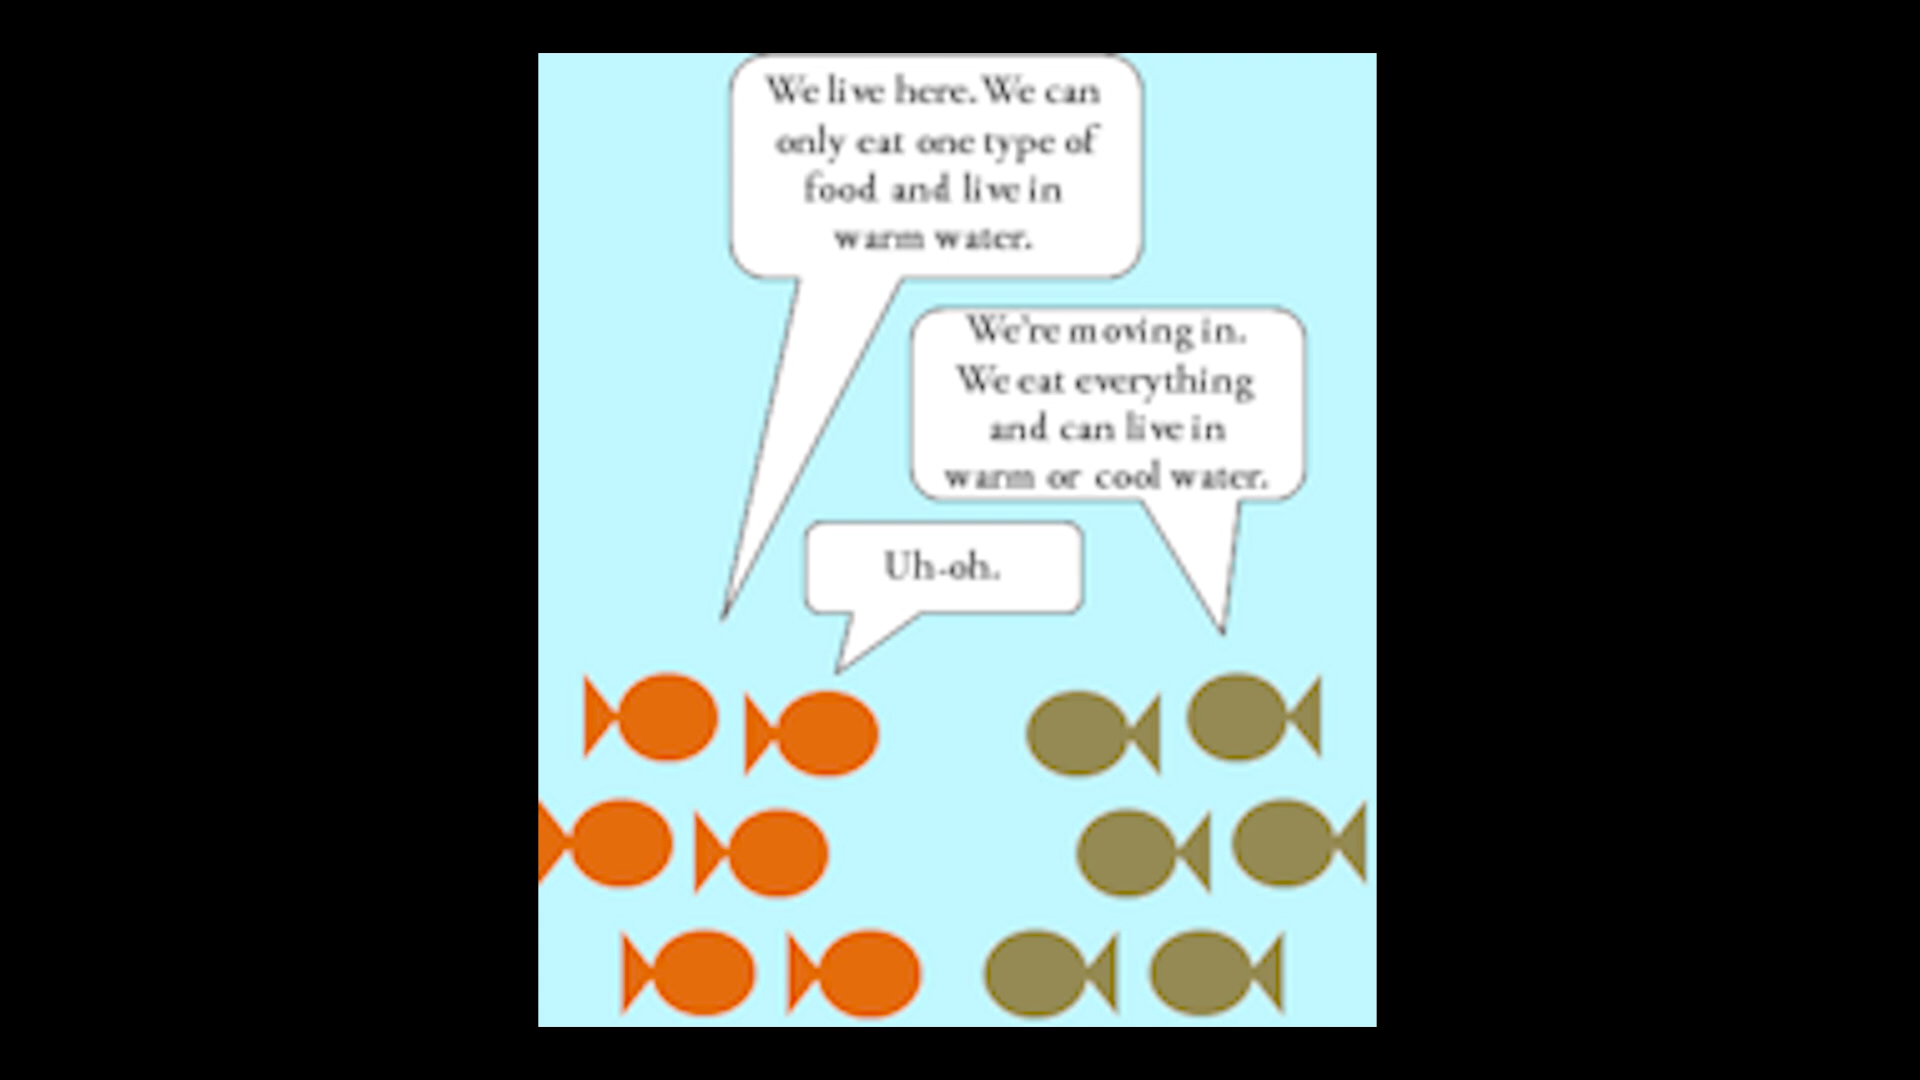 We live here. We can
only eat one type of
food and live in
warm water.
We're moving in.
We eat everything
and can live in
warm or cool water.
Uh-oh.